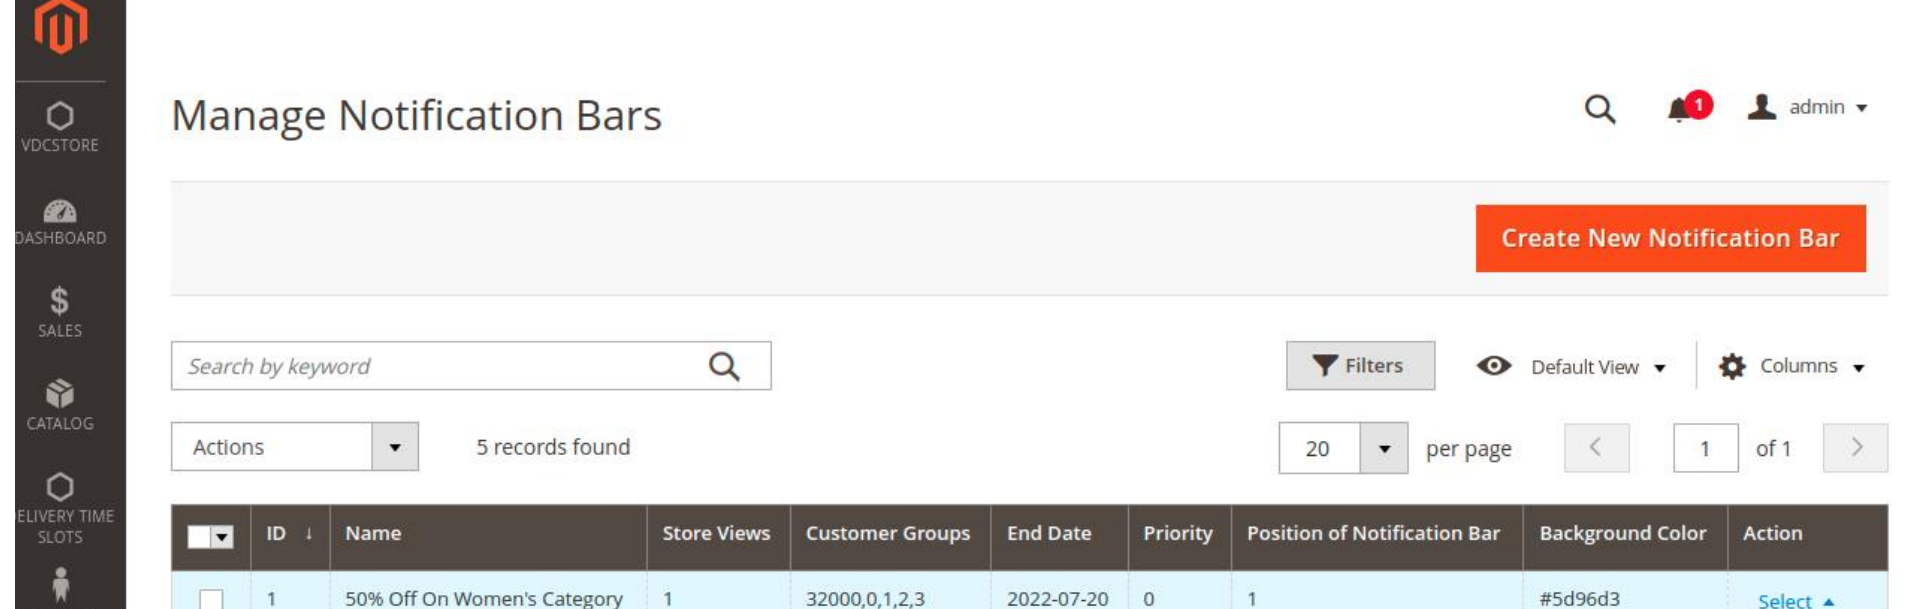 Manage Notification Bars
1
admin
VDCSTORE
DASHBOARD
SALES
CATALOG
ELIVERY TIME
SLOTS
Create New Notification Bar
Search by keyword
Filters
Default View
Columns
Actions
5 records found
20
per page
1
of 1
ID ↓ Name Store Views Customer Groups End Date Priority Position of Notification Bar Background Color Action
1 50% Off On Women's Category 1 32000,0,1,2,3 2022-07-20 0 1 #5d96d3 Select